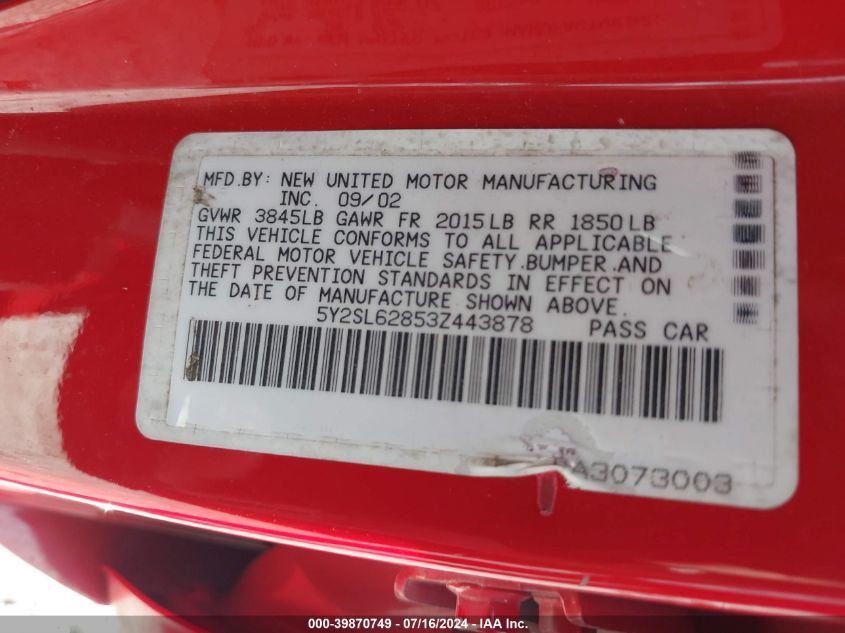 MFD.BY: NEW UNITED MOTOR MANUFACTURING
INC. 09/02
GVWR 3845LB GAWR FR 2015LB RR 1850LB
THIS VEHICLE CONFORMS TO ALL APPLICABLE
FEDERAL MOTOR VEHICLE SAFETY.BUMPER.AND
THEFT PREVENTION STANDARDS IN EFFECT ON
THE DATE OF MANUFACTURE SHOWN ABOVE.
5Y2SL62853Z443878 PASS CAR
A3073003
000-39870749 - 07/16/2024 - IAA Inc.